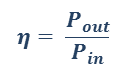 η = P_out / P_in